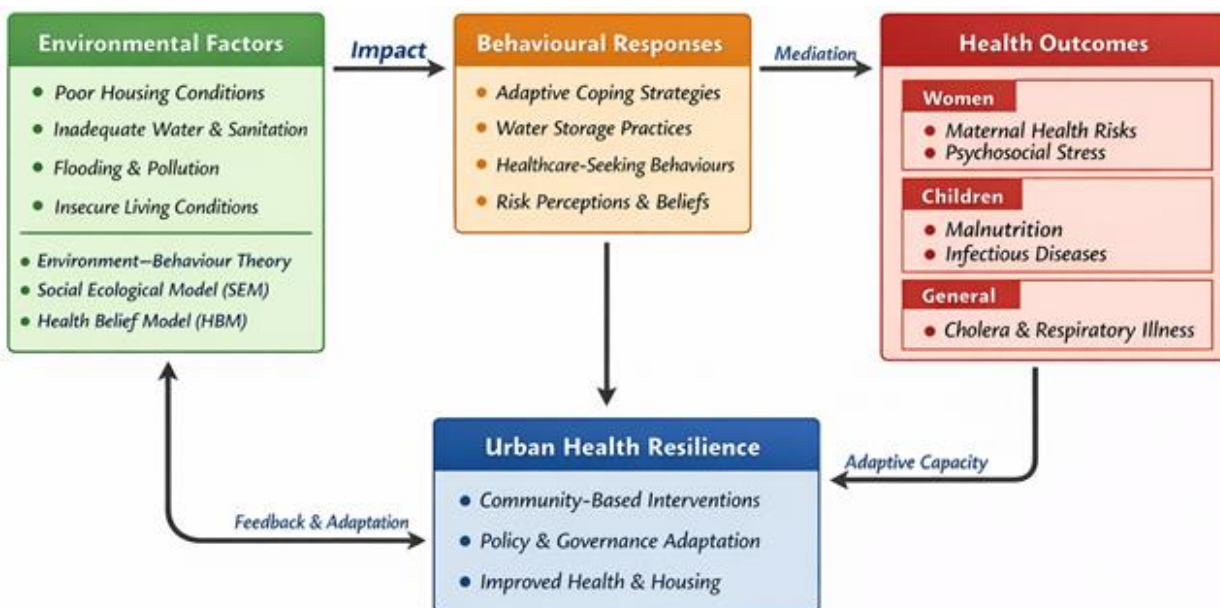 Environmental Factors
Poor Housing Conditions
Inadequate Water & Sanitation
Flooding & Pollution
Insecure Living Conditions
Environment—Behaviour Theory
Social Ecological Model (SEM)
Health Belief Model (HBM)
Impact
Behavioural Responses
Adaptive Coping Strategies
Water Storage Practices
Healthcare-Seeking Behaviours
Risk Perceptions & Beliefs
Mediation
Health Outcomes
Women
Maternal Health Risks
Psychosocial Stress
Children
Malnutrition
Infectious Diseases
General
Cholera & Respiratory Illness
Urban Health Resilience
Community-Based Interventions
Policy & Governance Adaptation
Improved Health & Housing
Adaptive Capacity
Feedback & Adaptation